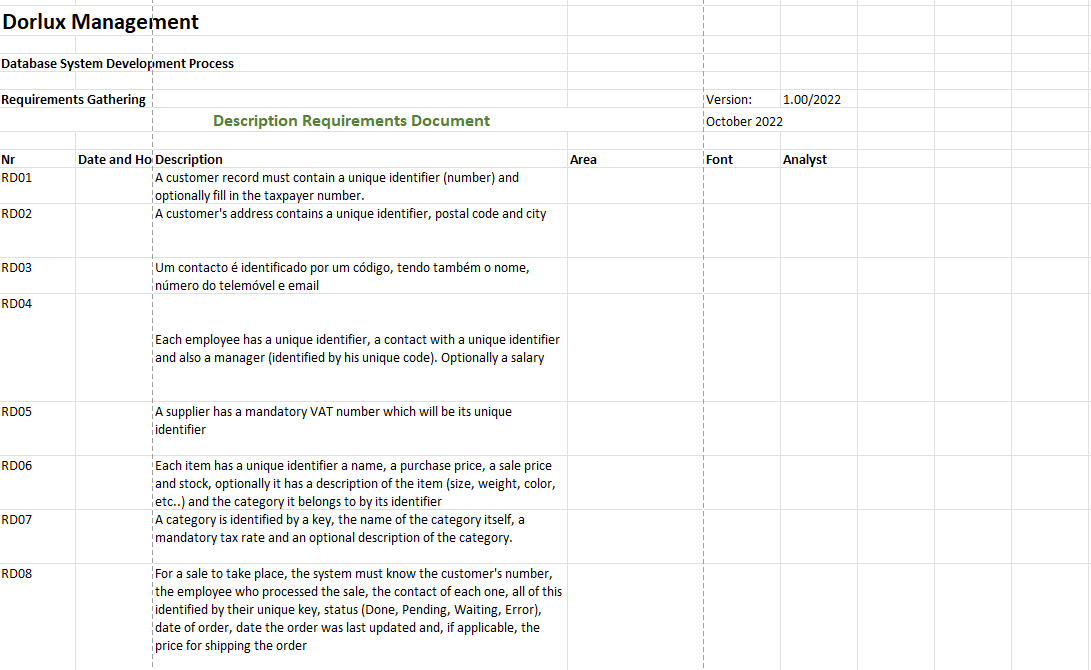 Dorlux Management
Database System Development Process
Requirements Gathering Version: 1.00/2022
Description Requirements Document October 2022
Nr Date and Ho Description Area Font Analyst
RD01 A customer record must contain a unique identifier (number) and
optionally fill in the taxpayer number.
RD02 A customer's address contains a unique identifier, postal code and city
RD03 Um contacto é identificado por um código, tendo também o nome,
número do telemóvel e email
RD04
Each employee has a unique identifier, a contact with a unique identifier
and also a manager (identified by his unique code). Optionally a salary
RD05 A supplier has a mandatory VAT number which will be its unique
identifier
RD06 Each item has a unique identifier a name, a purchase price, a sale price
and stock, optionally it has a description of the item (size, weight, color,
etc..) and the category it belongs to by its identifier
RD07 A category is identified by a key, the name of the category itself, a
mandatory tax rate and an optional description of the category.
RD08 For a sale to take place, the system must know the customer's number,
the employee who processed the sale, the contact of each one, all of this
identified by their unique key, status (Done, Pending, Waiting, Error),
date of order, date the order was last updated and, if applicable, the
price for shipping the order